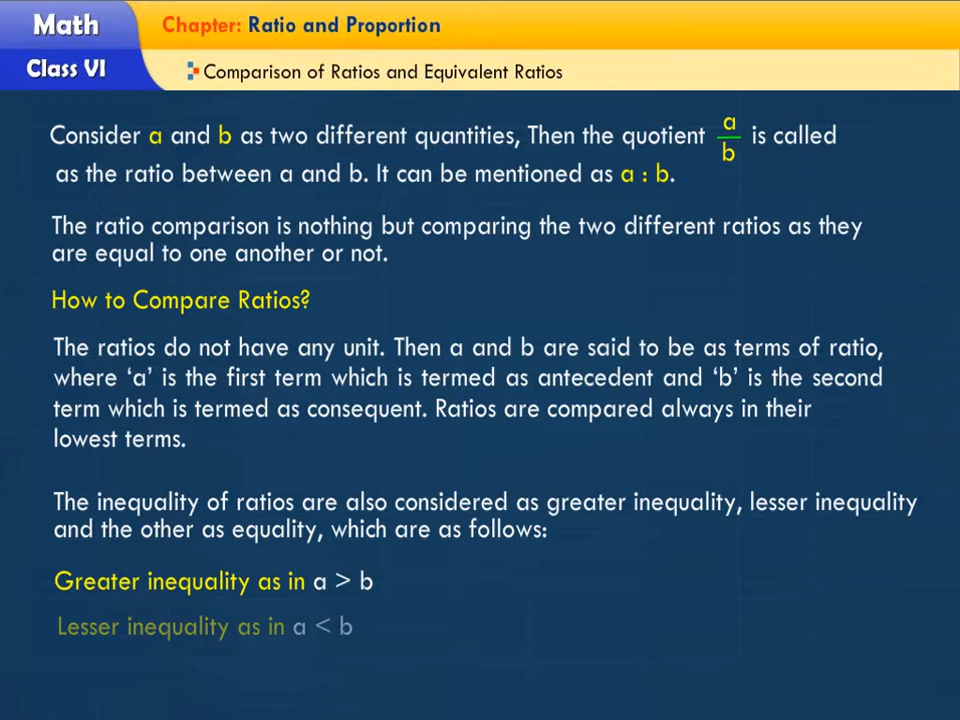 Math
Chapter: Ratio and Proportion
Class VI
Comparison of Ratios and Equivalent Ratios
Consider a and b as two different quantities, Then the quotient a/b is called
as the ratio between a and b. It can be mentioned as a : b.
The ratio comparison is nothing but comparing the two different ratios as they
are equal to one another or not.
How to Compare Ratios?
The ratios do not have any unit. Then a and b are said to be as terms of ratio,
where ‘a’ is the first term which is termed as antecedent and ‘b’ is the second
term which is termed as consequent. Ratios are compared always in their
lowest terms.
The inequality of ratios are also considered as greater inequality, lesser inequality
and the other as equality, which are as follows:
Greater inequality as in a > b
Lesser inequality as in a < b